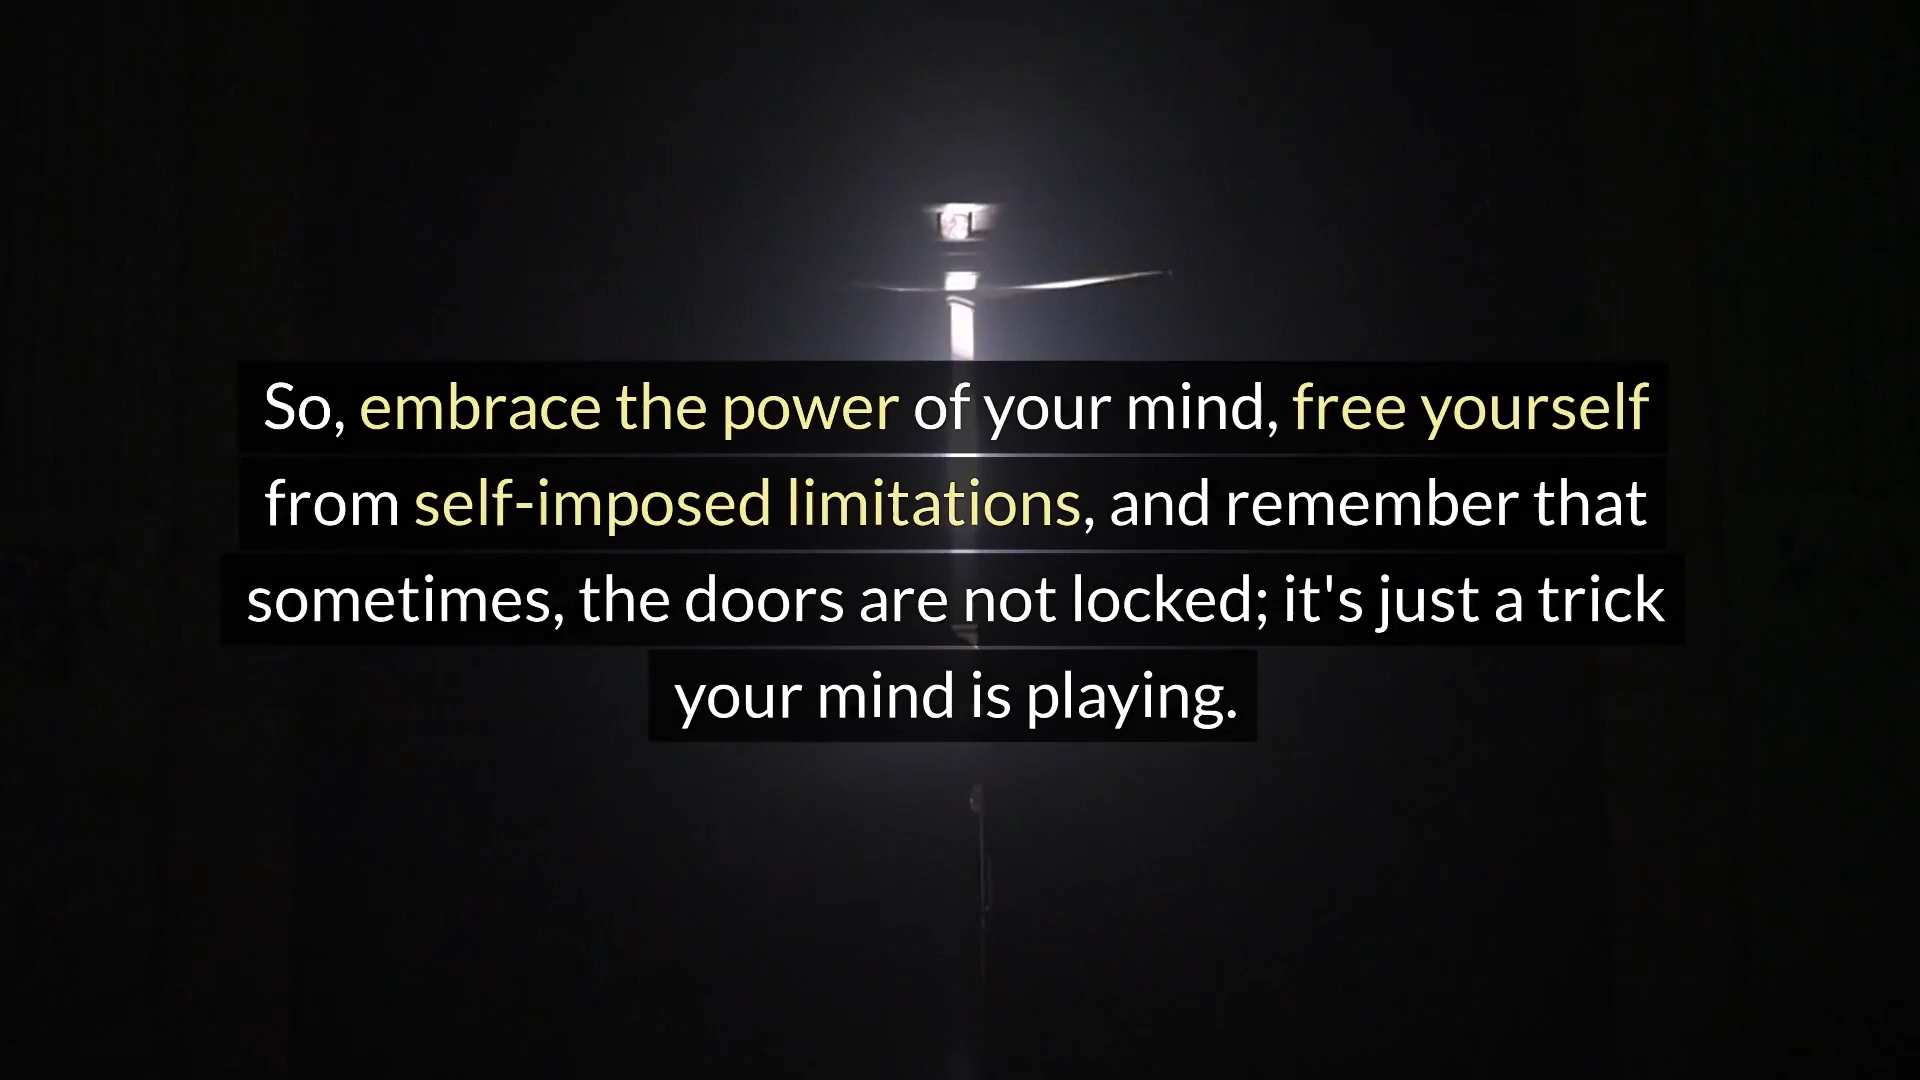 So, embrace the power of your mind, free yourself
from self-imposed limitations, and remember that
sometimes, the doors are not locked; it's just a trick
your mind is playing.